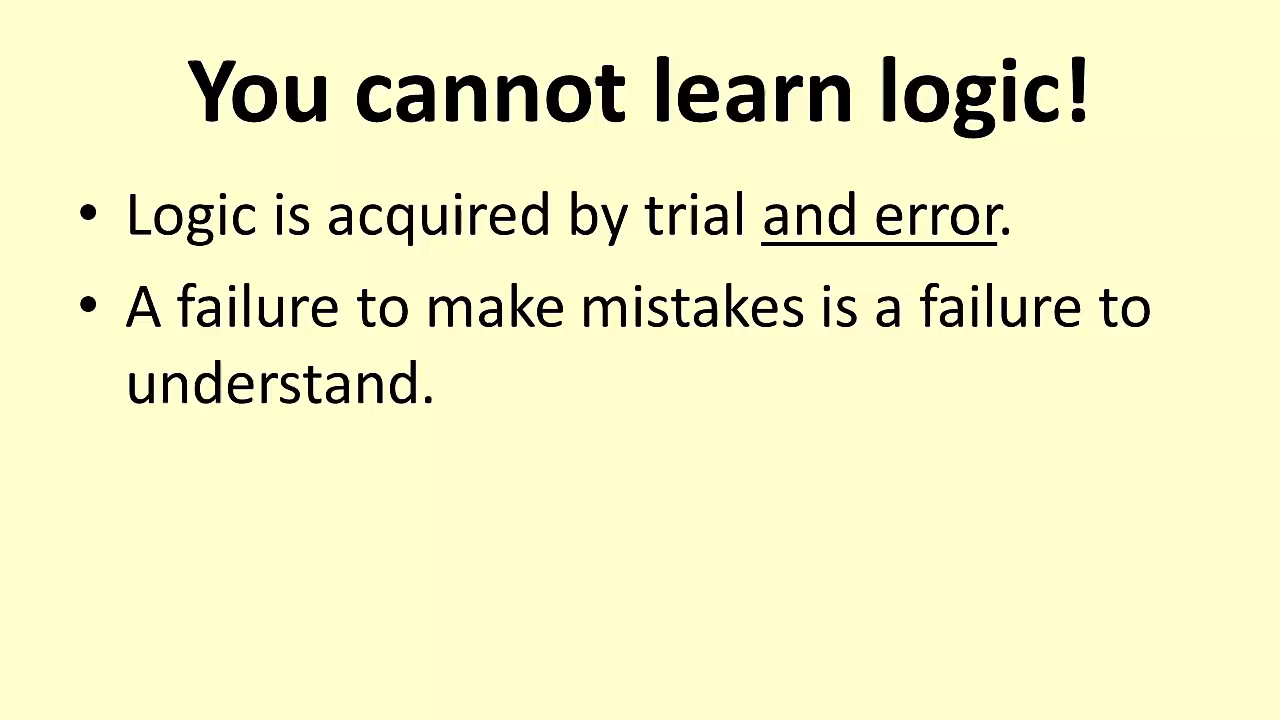 You cannot learn logic!
• Logic is acquired by trial and error.
• A failure to make mistakes is a failure to
understand.